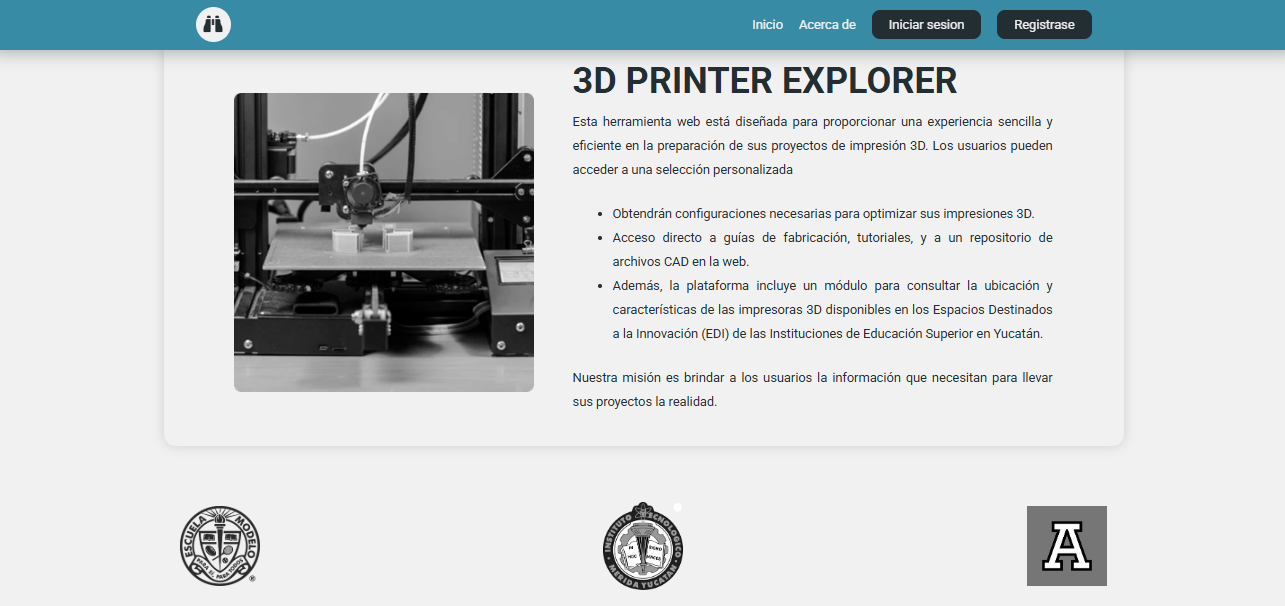 Inicio
Acerca de
Iniciar sesion
Registrase
3D PRINTER EXPLORER
Esta herramienta web está diseñada para proporcionar una experiencia sencilla y
eficiente en la preparación de sus proyectos de impresión 3D. Los usuarios pueden
acceder a una selección personalizada
Obtendrán configuraciones necesarias para optimizar sus impresiones 3D.
Acceso directo a guías de fabricación, tutoriales, y a un repositorio de
archivos CAD en la web.
Además, la plataforma incluye un módulo para consultar la ubicación y
características de las impresoras 3D disponibles en los Espacios Destinados
a la Innovación (EDI) de las Instituciones de Educación Superior en Yucatán.
Nuestra misión es brindar a los usuarios la información que necesitan para llevar
sus proyectos la realidad.
ESCUELA MODELO
®
INSTITUTO TECNOLOGICO
MERIDA YUCATAN
A